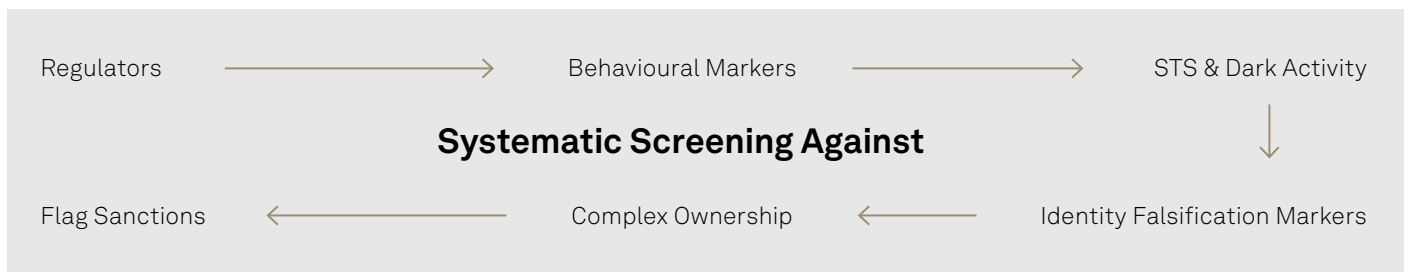 Regulators
Behavioural Markers
STS & Dark Activity
Systematic Screening Against
Flag Sanctions
Complex Ownership
Identity Falsification Markers